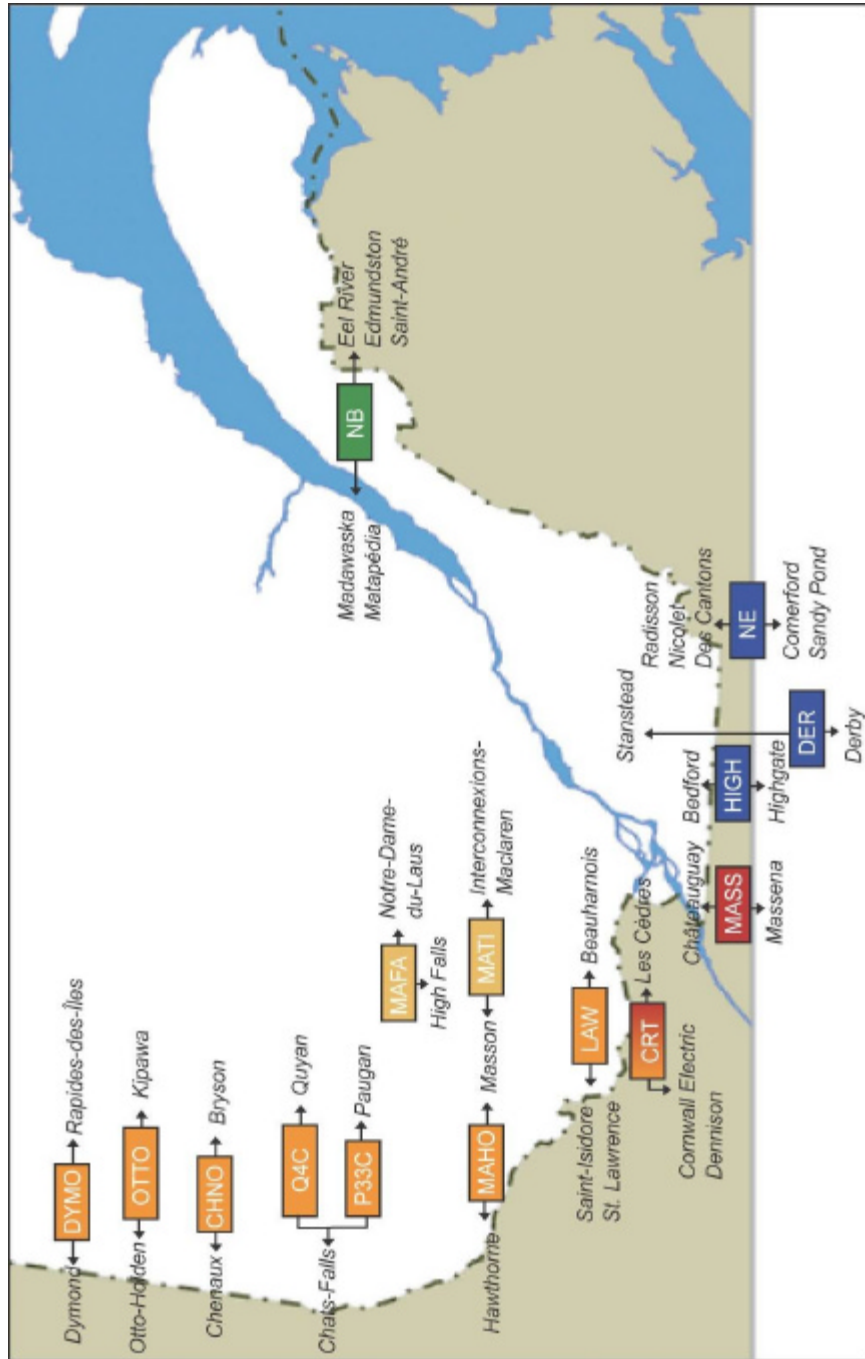 Dymond
DYMO
Rapides-des-Îles
Otto-Holden
OTTO
Kipawa
Chenaux
CHNO
Bryson
Chats-Falls
Q4C
Quyan
P33C
Paugan
MAFA
Notre-Dame-
du-Laus
High Falls
Hawthorne
MAHO
Masson
MATI
Interconnexions-
Maclaren
Saint-Isidore
St. Lawrence
LAW
Beauharnois
CRT
Les Cèdres
Cornwall Electric
Dennison
Châteauguay
MASS
Massena
Bedford
HIGH
Highgate
Stanstead
DER
Derby
Radisson
Nicolet
Des Cantons
NE
Comerford
Sandy Pond
Madawaska
Matapédia
NB
Eel River
Edmundston
Saint-André